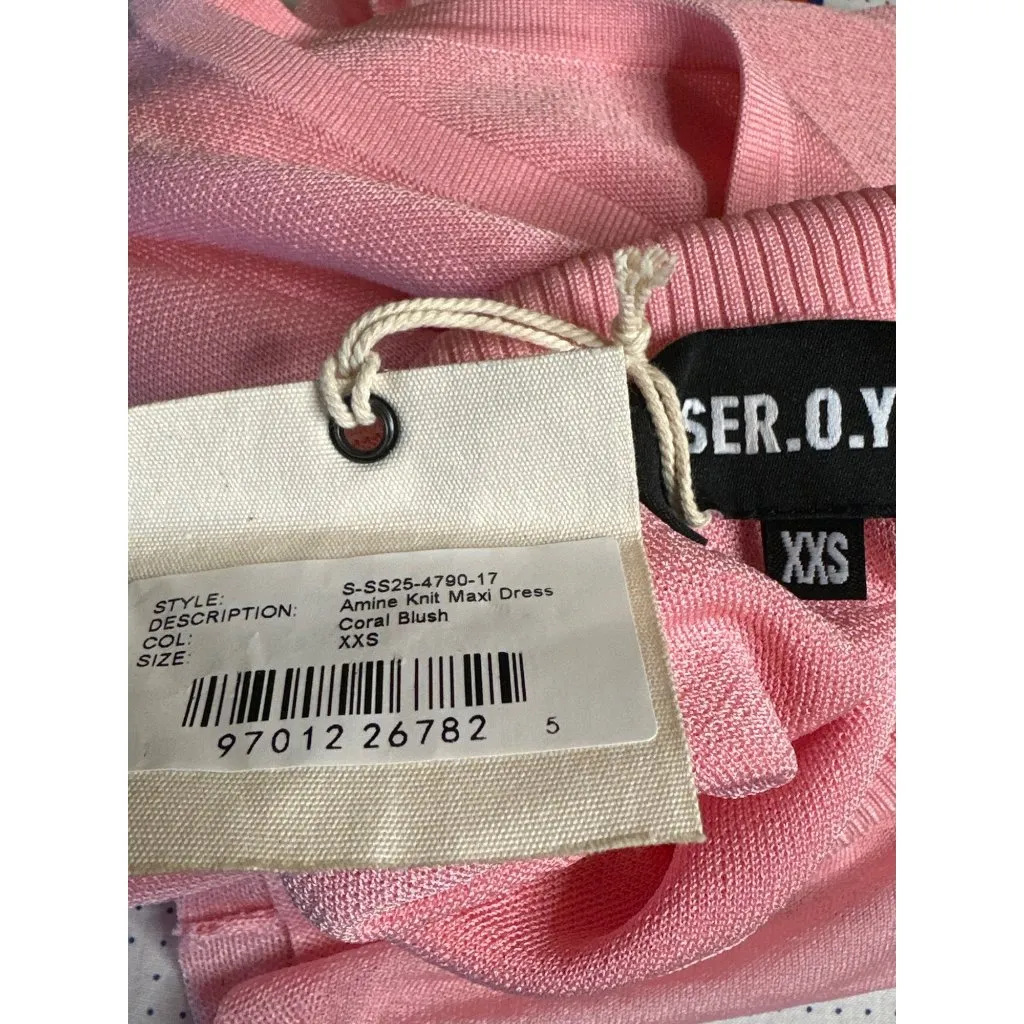 SER.O.Y
XXS
STYLE: S-SS25-4790-17
DESCRIPTION: Amine Knit Maxi Dress
COL: Coral Blush
SIZE: XXS
97012 26782 5